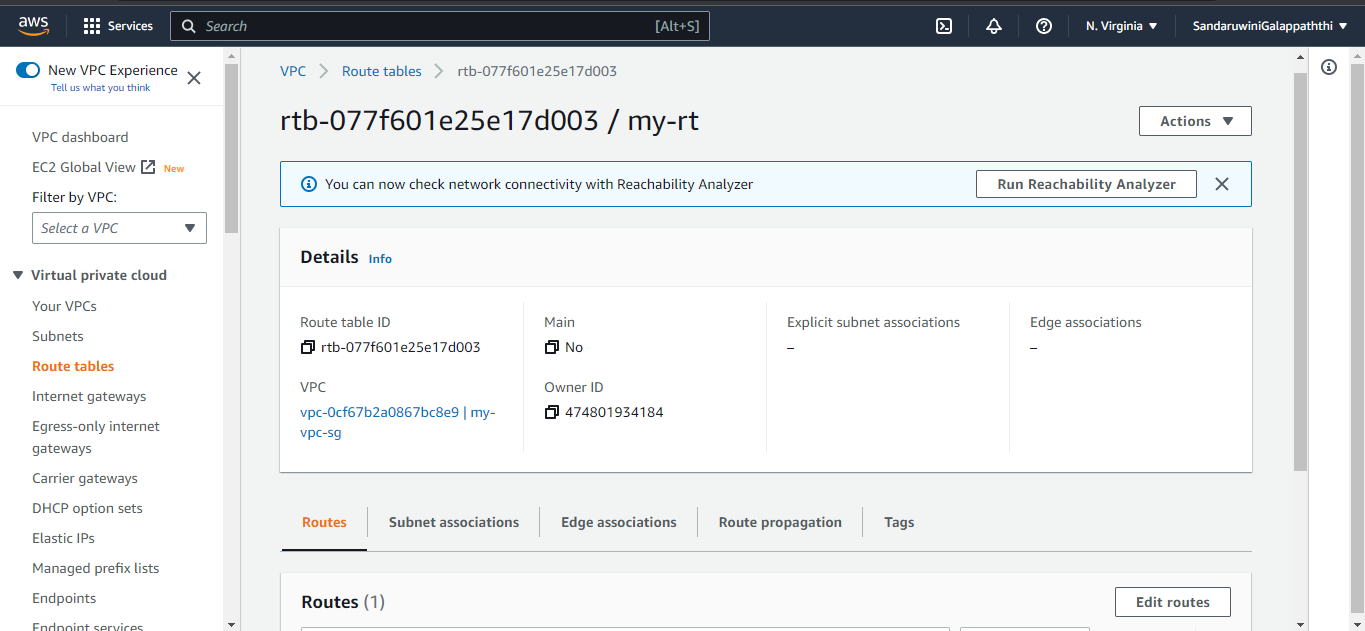 aws
Services
Search
[Alt+S]
N. Virginia
SandaruwiniGalappaththi
New VPC Experience
Tell us what you think
VPC dashboard
EC2 Global View New
Filter by VPC:
Select a VPC
Virtual private cloud
Your VPCs
Subnets
Route tables
Internet gateways
Egress-only internet
gateways
Carrier gateways
DHCP option sets
Elastic IPs
Managed prefix lists
Endpoints
Endpoint services
VPC
Route tables
rtb-077f601e25e17d003
rtb-077f601e25e17d003 / my-rt
Actions
You can now check network connectivity with Reachability Analyzer
Run Reachability Analyzer
Details Info
Route table ID
rtb-077f601e25e17d003
VPC
vpc-0cf67b2a0867bc8e9 | my-
vpc-sg
Main
No
Owner ID
474801934184
Explicit subnet associations
–
Edge associations
–
Routes
Subnet associations
Edge associations
Route propagation
Tags
Routes (1)
Edit routes